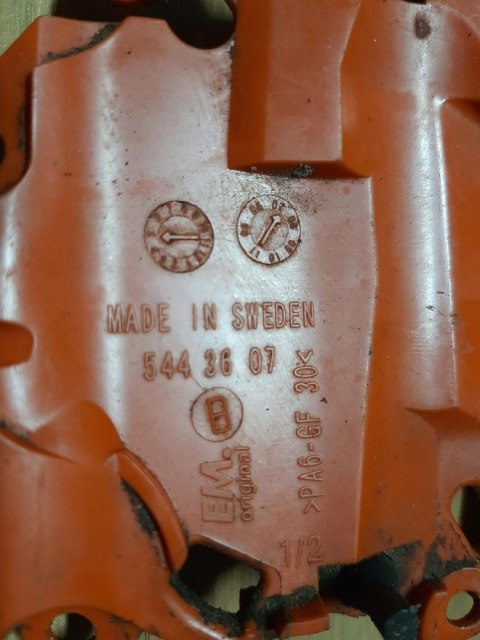 MADE IN SWEDEN
544 36 07
B
EM.
original
>PA6-GF 30<
1/2